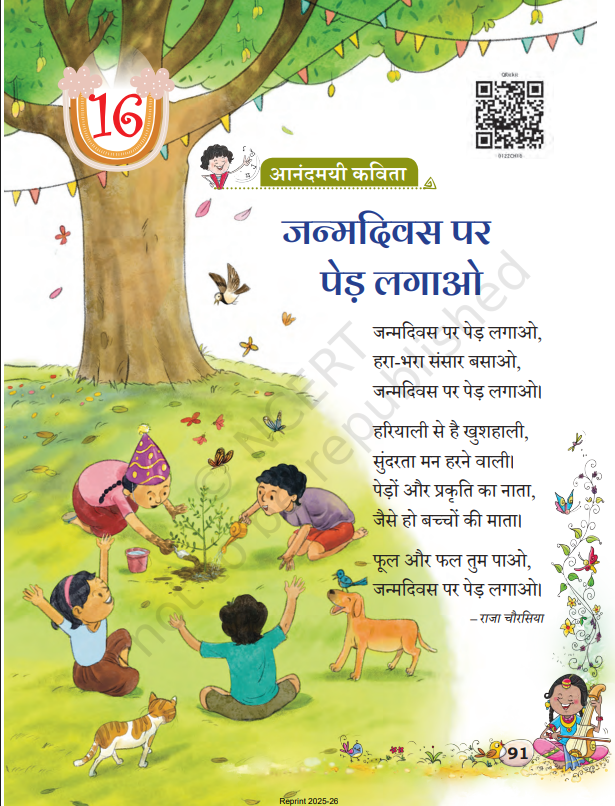 16
आनंदमयी कविता
जन्मदिवस पर
पेड़ लगाओ
जन्मदिवस पर पेड़ लगाओ,
हरा-भरा संसार बसाओ,
जन्मदिवस पर पेड़ लगाओ।
हरियाली से है खुशहाली,
सुंदरता मन हरने वाली।
पेड़ों और प्रकृति का नाता,
जैसे हो बच्चों की माता।
फूल और फल तुम पाओ,
जन्मदिवस पर पेड़ लगाओ।
– राजा चौरसिया
© NCERT
not to be republished
91
Reprint 2025-26